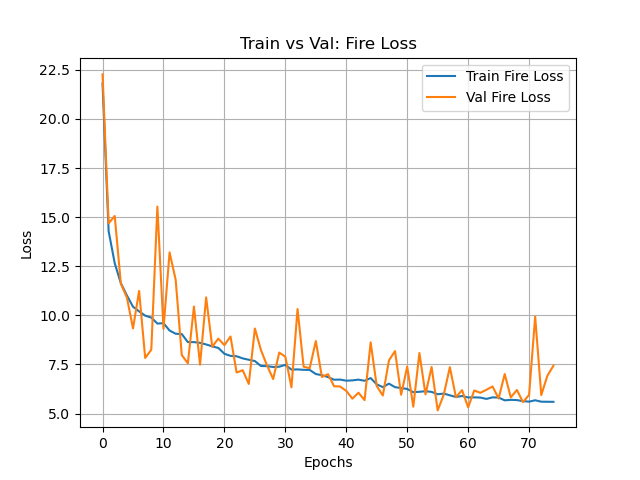 Train vs Val: Fire Loss
Train Fire Loss
Val Fire Loss
22.5
20.0
17.5
15.0
12.5
10.0
7.5
5.0
Loss
0 10 20 30 40 50 60 70
Epochs